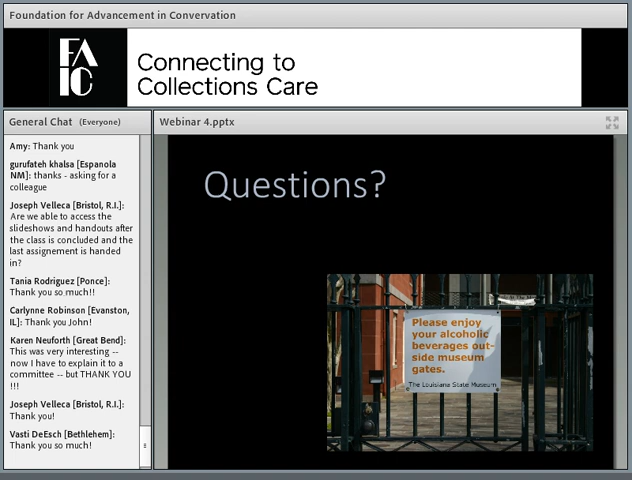 Foundation for Advancement in Convervation
FA
IC
Connecting to
Collections Care
General Chat (Everyone)
Amy: Thank you
gurufateh khalsa [Espanola
NM]: thanks - asking for a
colleague
Joseph Velleca [Bristol, R.I.]:
Are we able to access the
slideshows and handouts after
the class is concluded and the
last assignement is handed
in?
Tania Rodriguez [Ponce]:
Thank you so much!!
Carlynne Robinson [Evanston,
IL]: Thank you John!
Karen Neuforth [Great Bend]:
This was very interesting --
now I have to explain it to a
committee -- but THANK YOU
!!!
Joseph Velleca [Bristol, R.I.]:
Thank you!
Vasti DeEsch [Bethlehem]:
Thank you so much!
Webinar 4.pptx
Questions?
Please enjoy
your alcoholic
beverages out-
side museum
gates.
The Louisiana State Museum